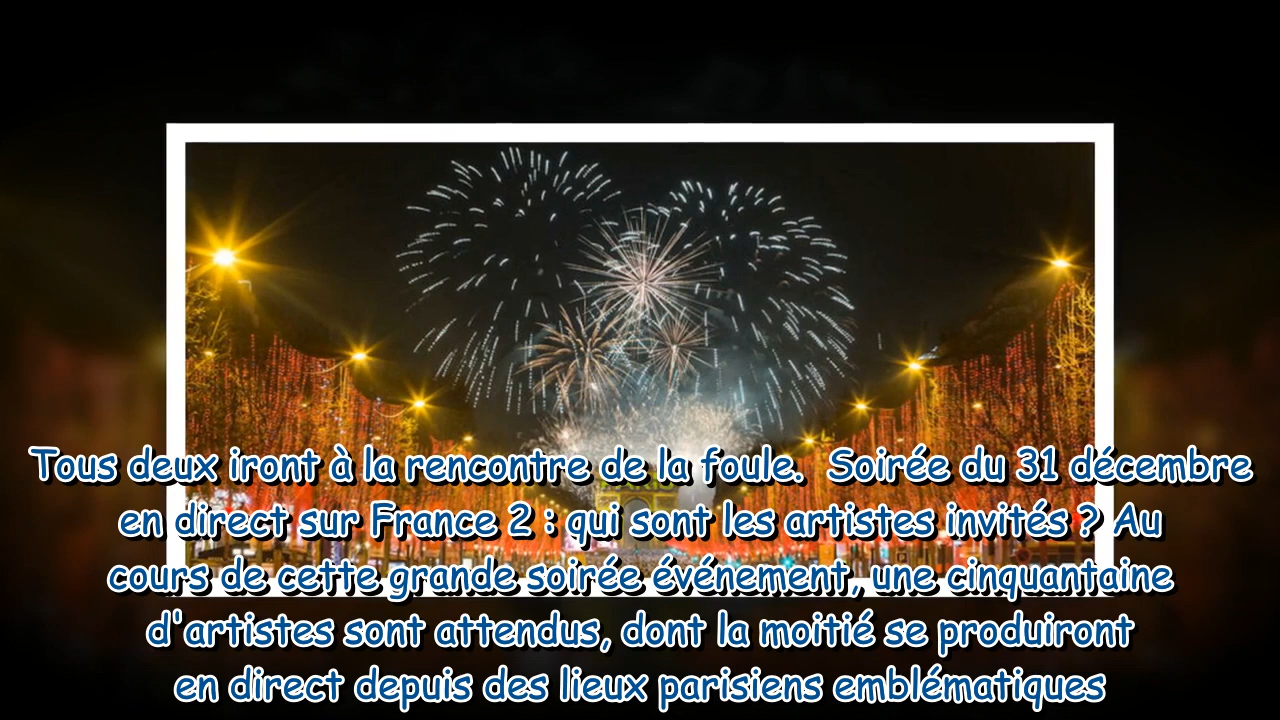 Tous deux iront à la rencontre de la foule.  Soirée du 31 décembre
en direct sur France 2 : qui sont les artistes invités ? Au
cours de cette grande soirée événement, une cinquantaine
d'artistes sont attendus, dont la moitié se produiront
en direct depuis des lieux parisiens emblématiques